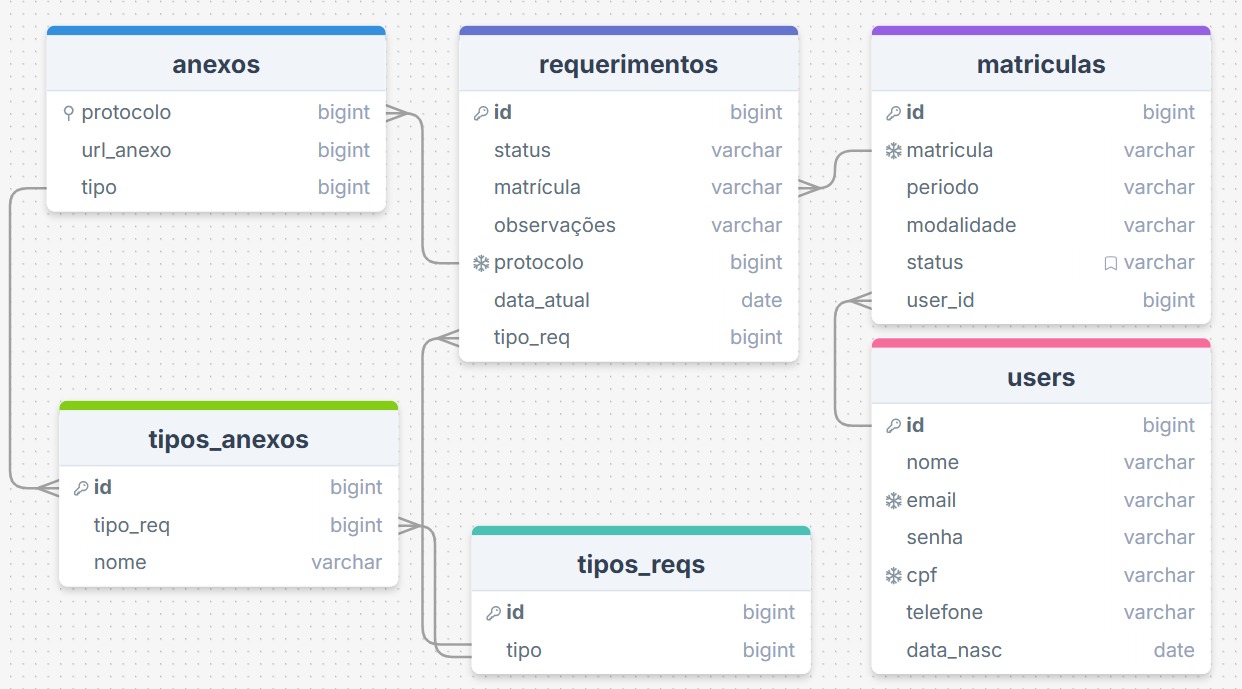 anexos
protocolo bigint
url_anexo bigint
tipo bigint
requerimentos
id bigint
status varchar
matrícula varchar
observações varchar
protocolo bigint
data_atual date
tipo_req bigint
matriculas
id bigint
matricula varchar
periodo varchar
modalidade varchar
status varchar
user_id bigint
users
id bigint
nome varchar
email varchar
senha varchar
cpf varchar
telefone varchar
data_nasc date
tipos_anexos
id bigint
tipo_req bigint
nome varchar
tipos_reqs
id bigint
tipo bigint